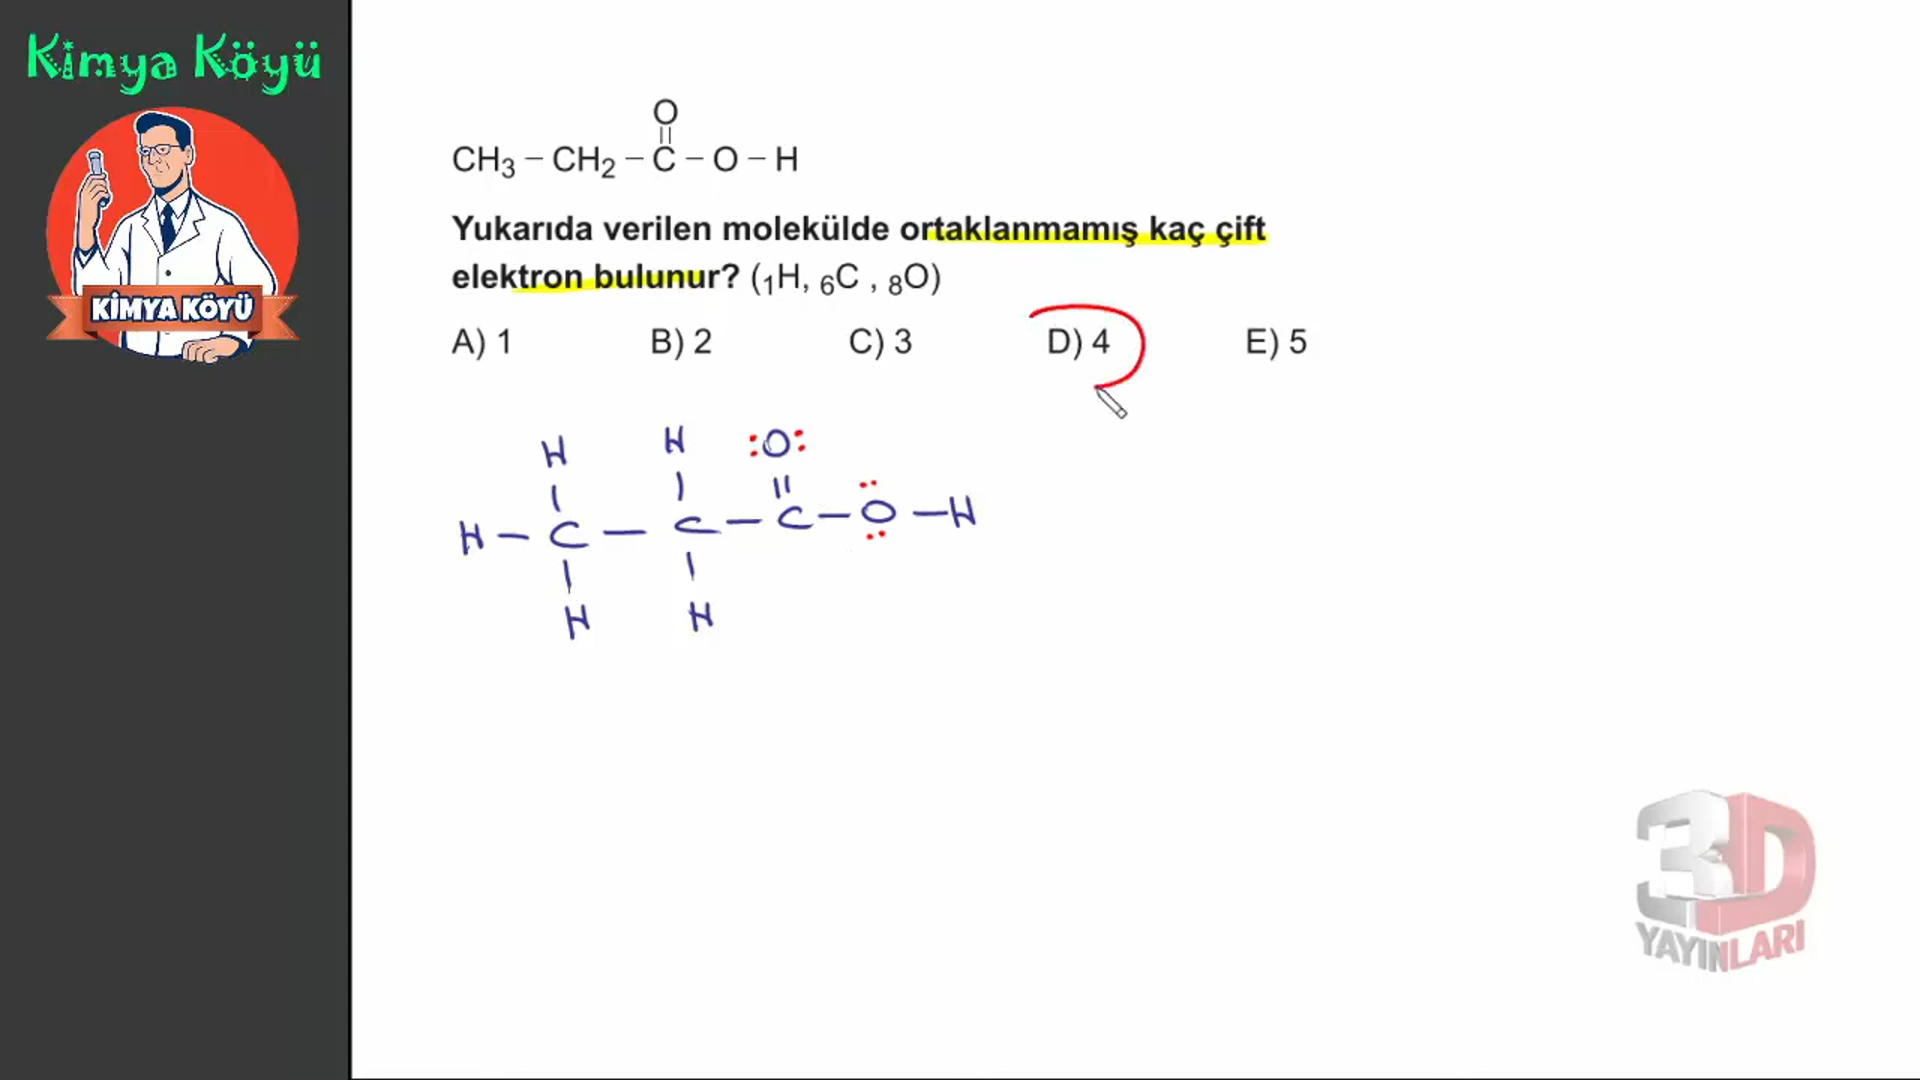 Kimya Köyü
KİMYA KÖYÜ
O
||
CH₃ – CH₂ – C – O – H
Yukarıda verilen molekülde ortaklanmamış kaç çift
elektron bulunur? (₁H, ₆C , ₈O)
A) 1 B) 2 C) 3 D) 4 E) 5
H H :O:
| | ||
H – C – C – C – O – H
| |
H H
3D
YAYINLARI